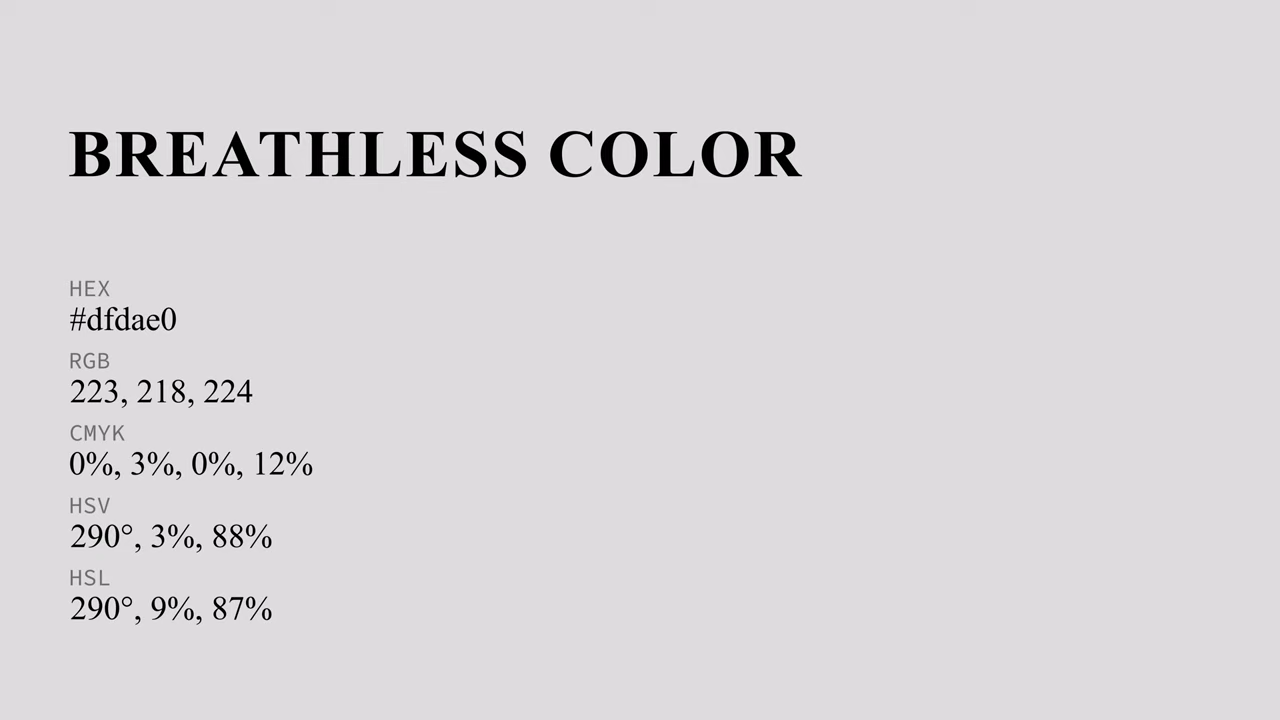 BREATHLESS COLOR
HEX
#dfdae0
RGB
223, 218, 224
CMYK
0%, 3%, 0%, 12%
HSV
290°, 3%, 88%
HSL
290°, 9%, 87%